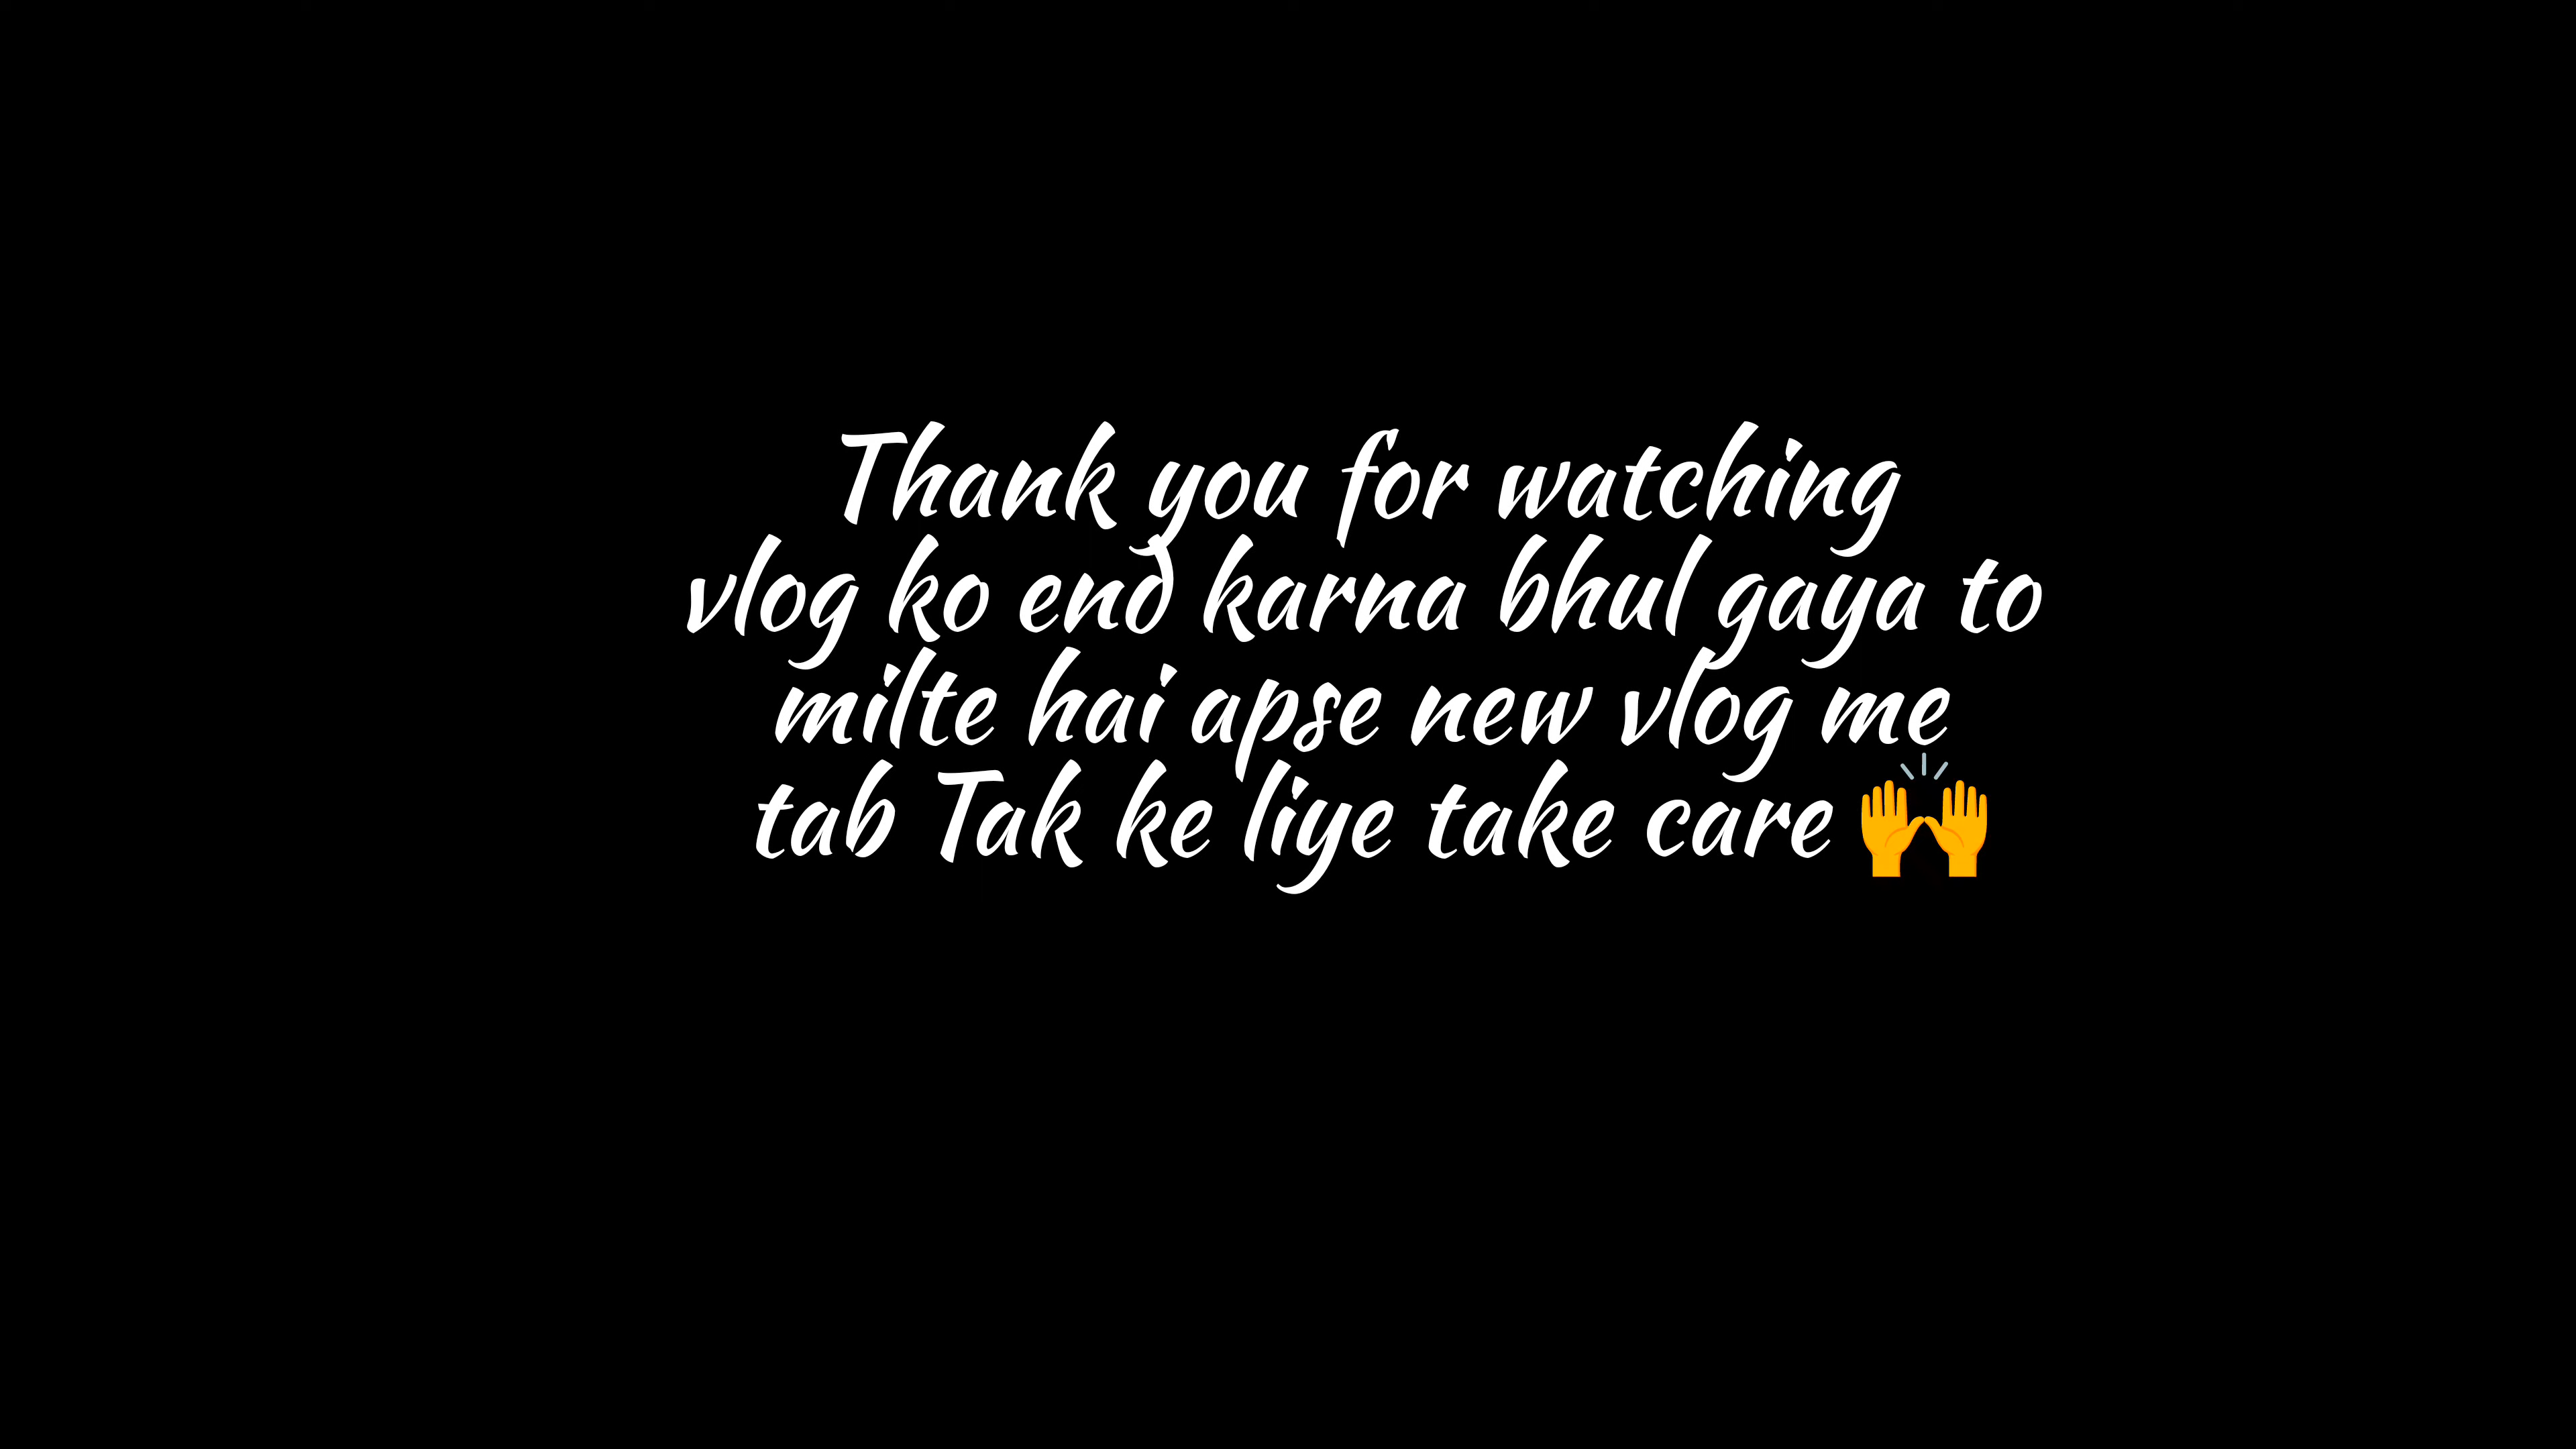 Thank you for watching
vlog ko end karna bhul gaya to
milte hai apse new vlog me
tab Tak ke liye take care 🙌